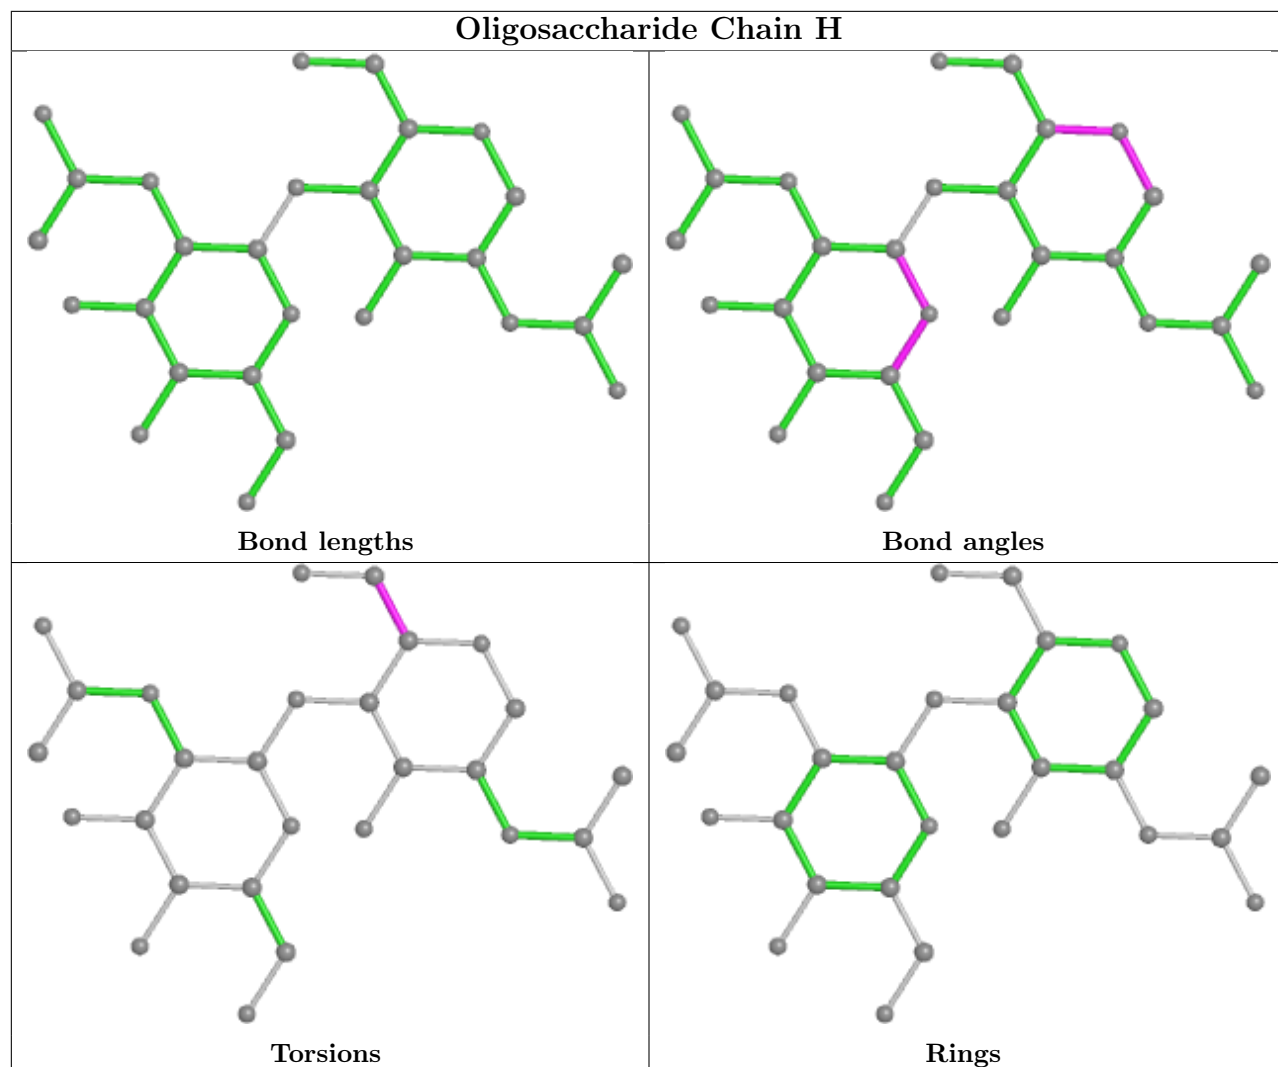 Oligosaccharide Chain H
Bond lengths
Bond angles
Torsions
Rings